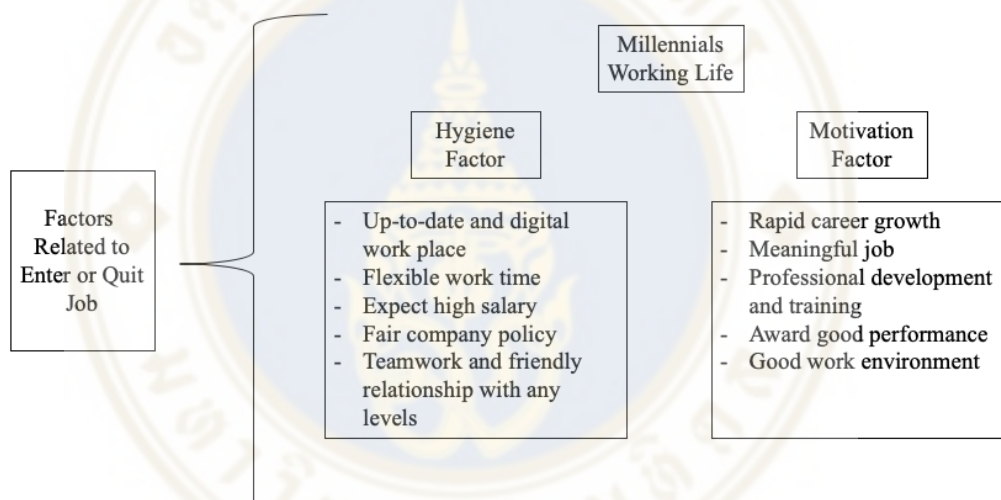 Millennials
Working Life
Hygiene
Factor
Motivation
Factor
Factors
Related to
Enter or Quit
Job
- Up-to-date and digital
work place
- Flexible work time
- Expect high salary
- Fair company policy
- Teamwork and friendly
relationship with any
levels
- Rapid career growth
- Meaningful job
- Professional development
and training
- Award good performance
- Good work environment